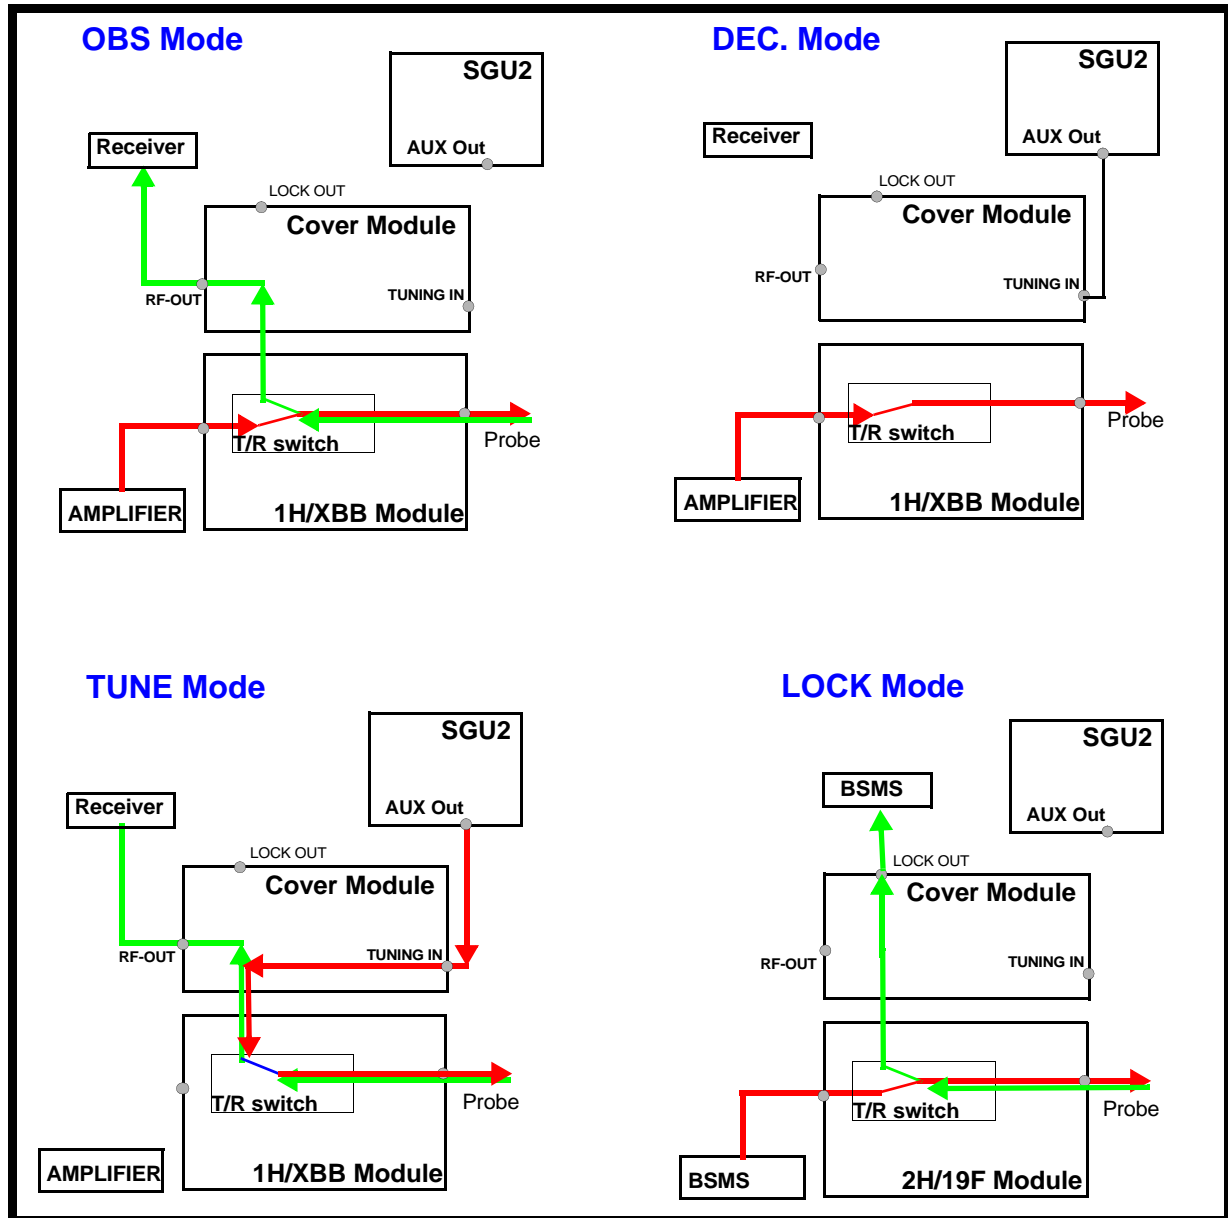 OBS Mode
SGU2
AUX Out
Receiver
LOCK OUT
Cover Module
RF-OUT
TUNING IN
T/R switch
Probe
AMPLIFIER
1H/XBB Module
DEC. Mode
SGU2
AUX Out
Receiver
LOCK OUT
Cover Module
RF-OUT
TUNING IN
T/R switch
Probe
AMPLIFIER
1H/XBB Module
TUNE Mode
SGU2
AUX Out
Receiver
LOCK OUT
Cover Module
RF-OUT
TUNING IN
T/R switch
Probe
AMPLIFIER
1H/XBB Module
LOCK Mode
SGU2
AUX Out
BSMS
LOCK OUT
Cover Module
RF-OUT
TUNING IN
T/R switch
Probe
BSMS
2H/19F Module